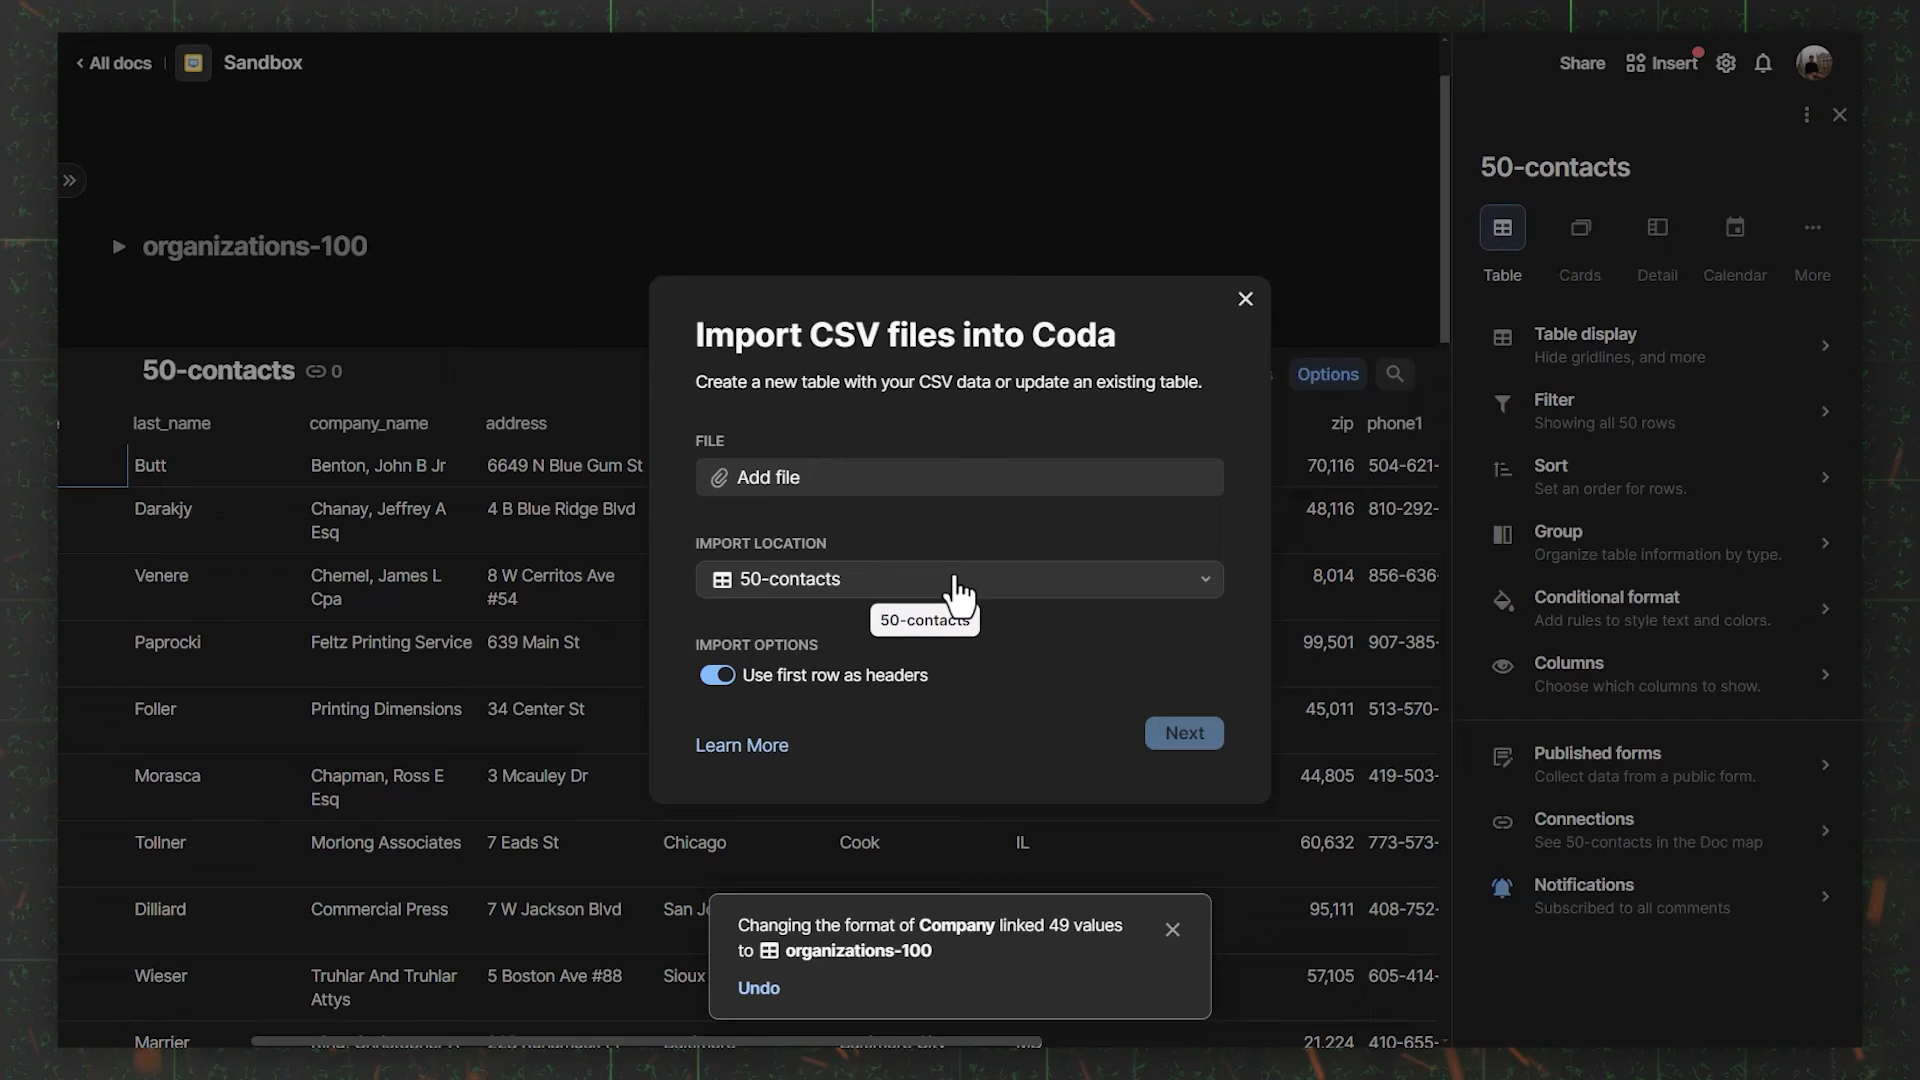 All docs
Sandbox
Share
Insert
organizations-100
50-contacts 0
Options
last_name company_name address zip phone1
Butt Benton, John B Jr 6649 N Blue Gum St 70,116 504-621-
Darakjy Chanay, Jeffrey A 4 B Blue Ridge Blvd 48,116 810-292-
Esq
Venere Chemel, James L 8 W Cerritos Ave 8,014 856-636-
Cpa #54
Paprocki Feltz Printing Service 639 Main St 99,501 907-385-
Foller Printing Dimensions 34 Center St 45,011 513-570-
Morasca Chapman, Ross E 3 Mcauley Dr 44,805 419-503-
Esq
Tollner Morlong Associates 7 Eads St Chicago Cook IL 60,632 773-573-
Dilliard Commercial Press 7 W Jackson Blvd San 95,111 408-752-
Wieser Truhlar And Truhlar 5 Boston Ave #88 Sioux 57,105 605-414-
Attys
Marrier 21,224 410-655-
Import CSV files into Coda
Create a new table with your CSV data or update an existing table.
FILE
Add file
IMPORT LOCATION
50-contacts
50-contacts
IMPORT OPTIONS
Use first row as headers
Learn More
Next
Changing the format of Company linked 49 values
to organizations-100
Undo
50-contacts
Table Cards Detail Calendar More
Table display
Hide gridlines, and more
Filter
Showing all 50 rows
Sort
Set an order for rows.
Group
Organize table information by type.
Conditional format
Add rules to style text and colors.
Columns
Choose which columns to show.
Published forms
Collect data from a public form.
Connections
See 50-contacts in the Doc map
Notifications
Subscribed to all comments